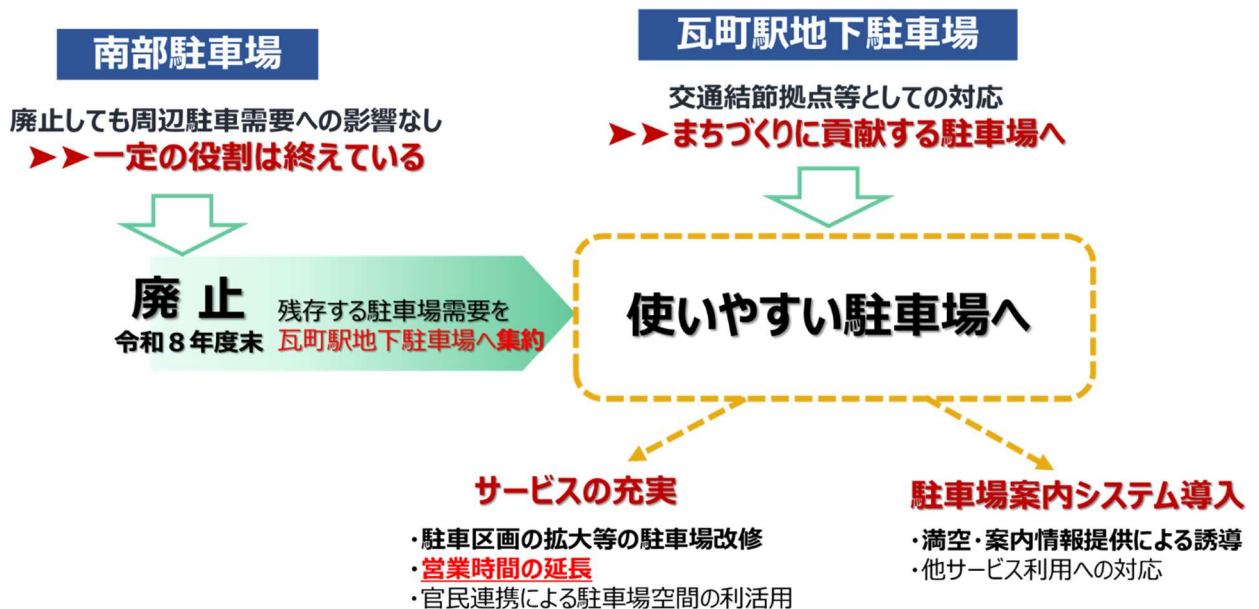 南部駐車場
廃止しても周辺駐車需要への影響なし
➤➤一定の役割は終えている
瓦町駅地下駐車場
交通結節拠点等としての対応
➤➤まちづくりに貢献する駐車場へ
廃 止
令和８年度末
残存する駐車場需要を
瓦町駅地下駐車場へ集約
使いやすい駐車場へ
サービスの充実
・駐車区画の拡大等の駐車場改修
・営業時間の延長
・官民連携による駐車場空間の利活用
駐車場案内システム導入
・満空・案内情報提供による誘導
・他サービス利用への対応